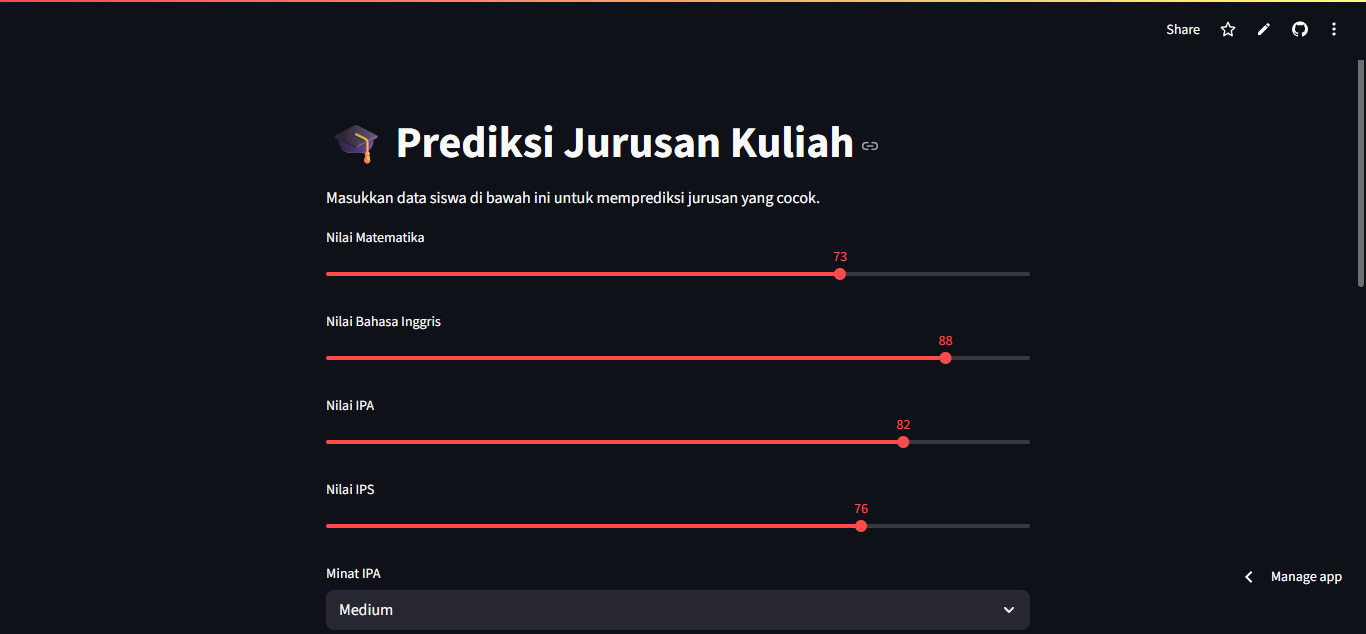 Share
Prediksi Jurusan Kuliah
Masukkan data siswa di bawah ini untuk memprediksi jurusan yang cocok.
Nilai Matematika
73
Nilai Bahasa Inggris
88
Nilai IPA
82
Nilai IPS
76
Minat IPA
Medium
Manage app